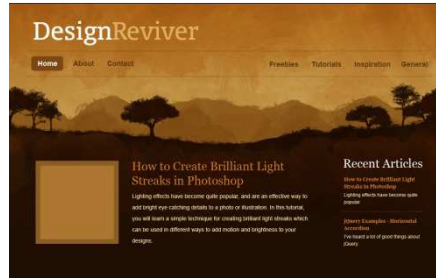 DesignReviver
Home About Contact Freebies Tutorials Inspiration General
How to Create Brilliant Light
Streaks in Photoshop
Lighting effects have become quite popular, and are an effective way to
add bright eye-catching details to a photo or illustration. In this tutorial,
you will learn a simple technique for creating brilliant light streaks which
can be used in different ways to add motion and brightness to your
designs.
Recent Articles
How to Create Brilliant Light
Streaks in Photoshop
Lighting effects have become quite
popular
jQuery Examples - Horizontal
Accordion
I've heard a lot of good things about
jQuery